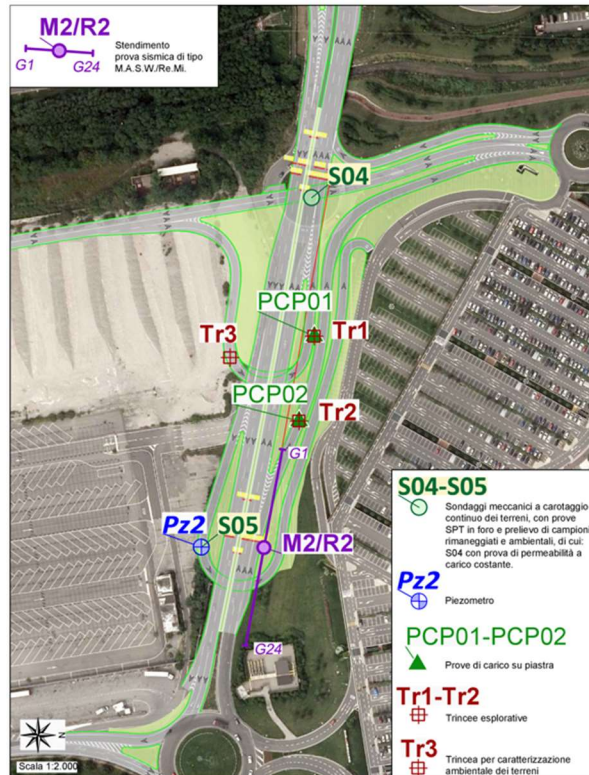 M2/R2
G1
G24
Stendimento
prova sismica di tipo
M.A.S.W./Re.Mi.
S04
PCP01
Tr1
Tr3
PCP02
Tr2
G1
Pz2
S05
M2/R2
G24
S04-S05
Sondaggi meccanici a carotaggio
continuo dei terreni, con prove
SPT in foro e prelievo di campioni
rimaneggiati e ambientali, di cui:
S04 con prova di permeabilità a
carico costante.
Pz2
Piezometro
PCP01-PCP02
Prove di carico su piastra
Tr1-Tr2
Trincee esplorative
Tr3
Trincea per caratterizzazione
ambientale dei terreni
N
Scala 1:2.000